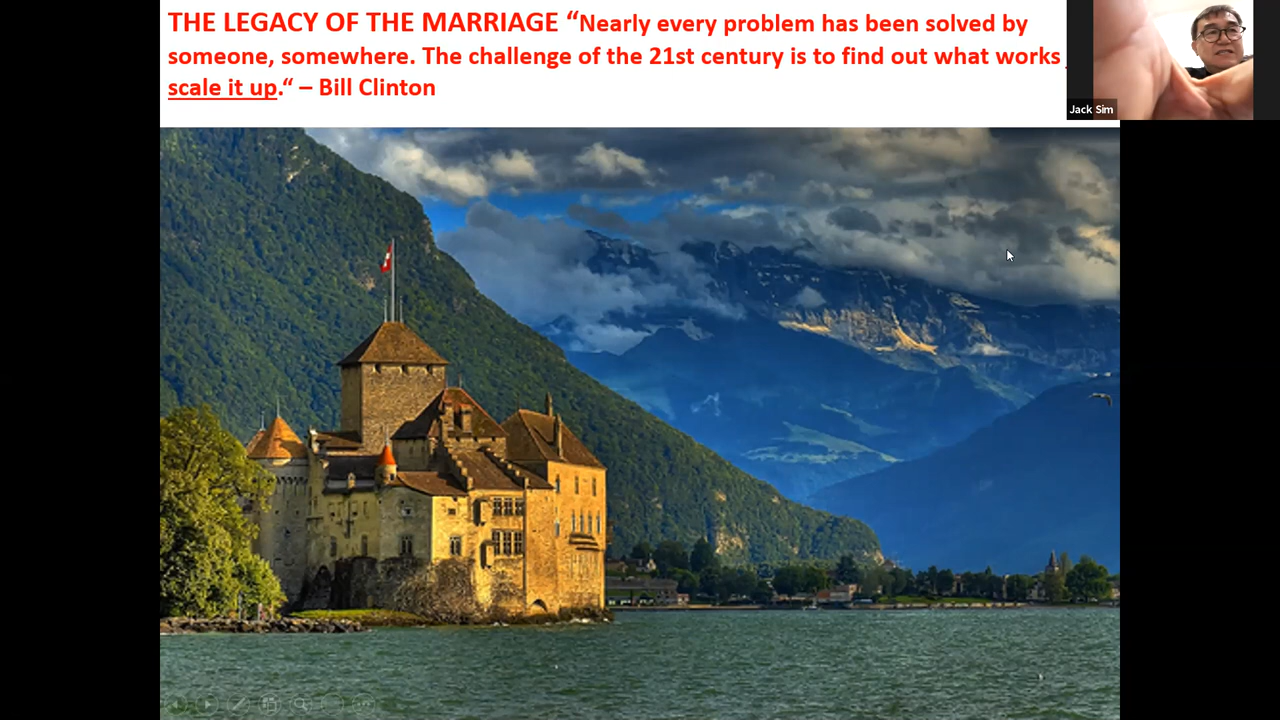 THE LEGACY OF THE MARRIAGE “Nearly every problem has been solved by
someone, somewhere. The challenge of the 21st century is to find out what works
scale it up.“ – Bill Clinton
Jack Sim